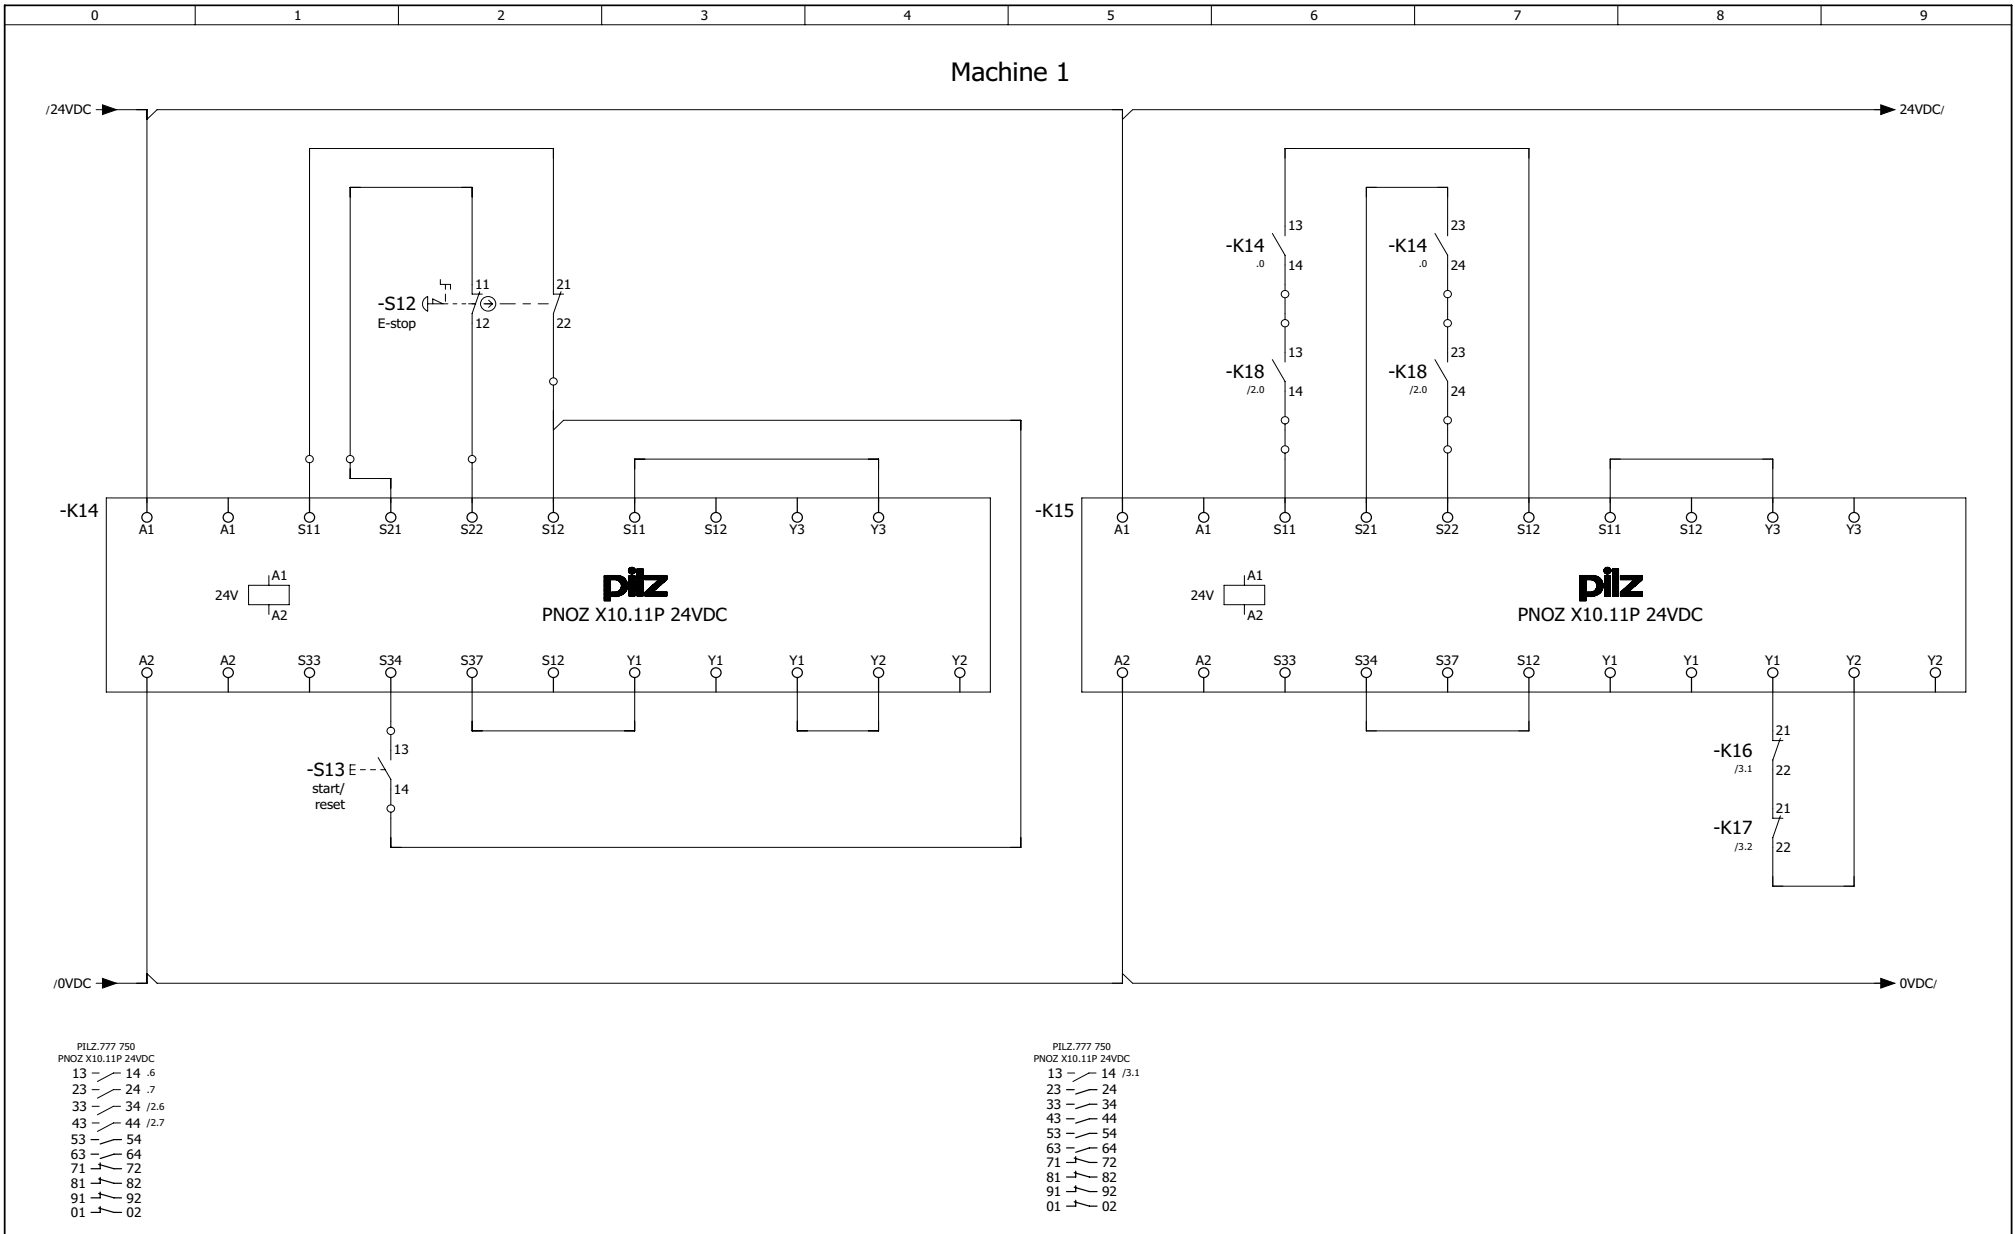 0 1 2 3 4 5 6 7 8 9
Machine 1
/24VDC 24VDC/
13 23
-K14 -K14
.0 14 .0 24
11 21
-S12
E-stop 12 22
13 23
-K18 -K18
/2.0 14 /2.0 24
-K14 -K15
A1 A1 S11 S21 S22 S12 S11 S12 Y3 Y3
A1 A1 S11 S21 S22 S12 S11 S12 Y3 Y3
24V A1 A2
pilz
PNOZ X10.11P 24VDC
24V A1 A2
pilz
PNOZ X10.11P 24VDC
A2 A2 S33 S34 S37 S12 Y1 Y1 Y1 Y2 Y2
A2 A2 S33 S34 S37 S12 Y1 Y1 Y1 Y2 Y2
13
-S13
start/ 14
reset
21
-K16
/3.1 22
21
-K17
/3.2 22
/0VDC 0VDC/
PILZ.777 750
PNOZ X10.11P 24VDC
13 14 .6
23 24 .7
33 34 /2.6
43 44 /2.7
53 54
63 64
71 72
81 82
91 92
01 02
PILZ.777 750
PNOZ X10.11P 24VDC
13 14 /3.1
23 24
33 34
43 44
53 54
63 64
71 72
81 82
91 92
01 02